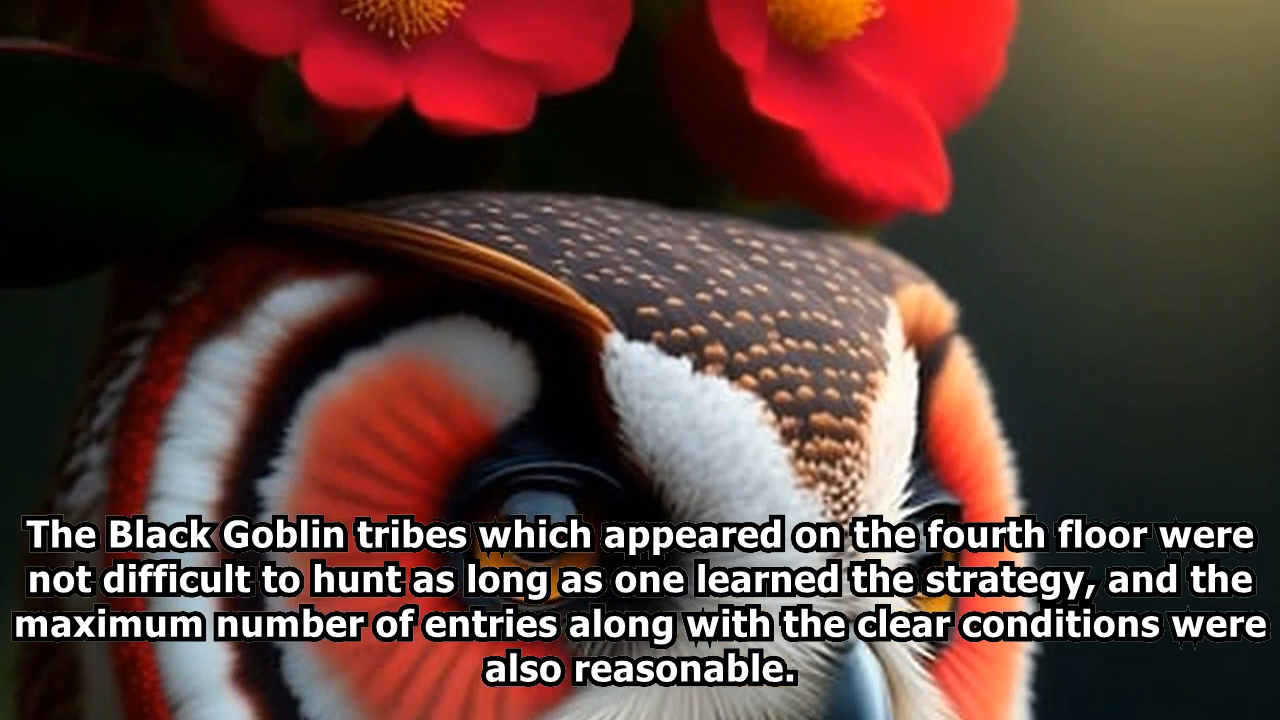 The Black Goblin tribes which appeared on the fourth floor were
not difficult to hunt as long as one learned the strategy, and the
maximum number of entries along with the clear conditions were
also reasonable.